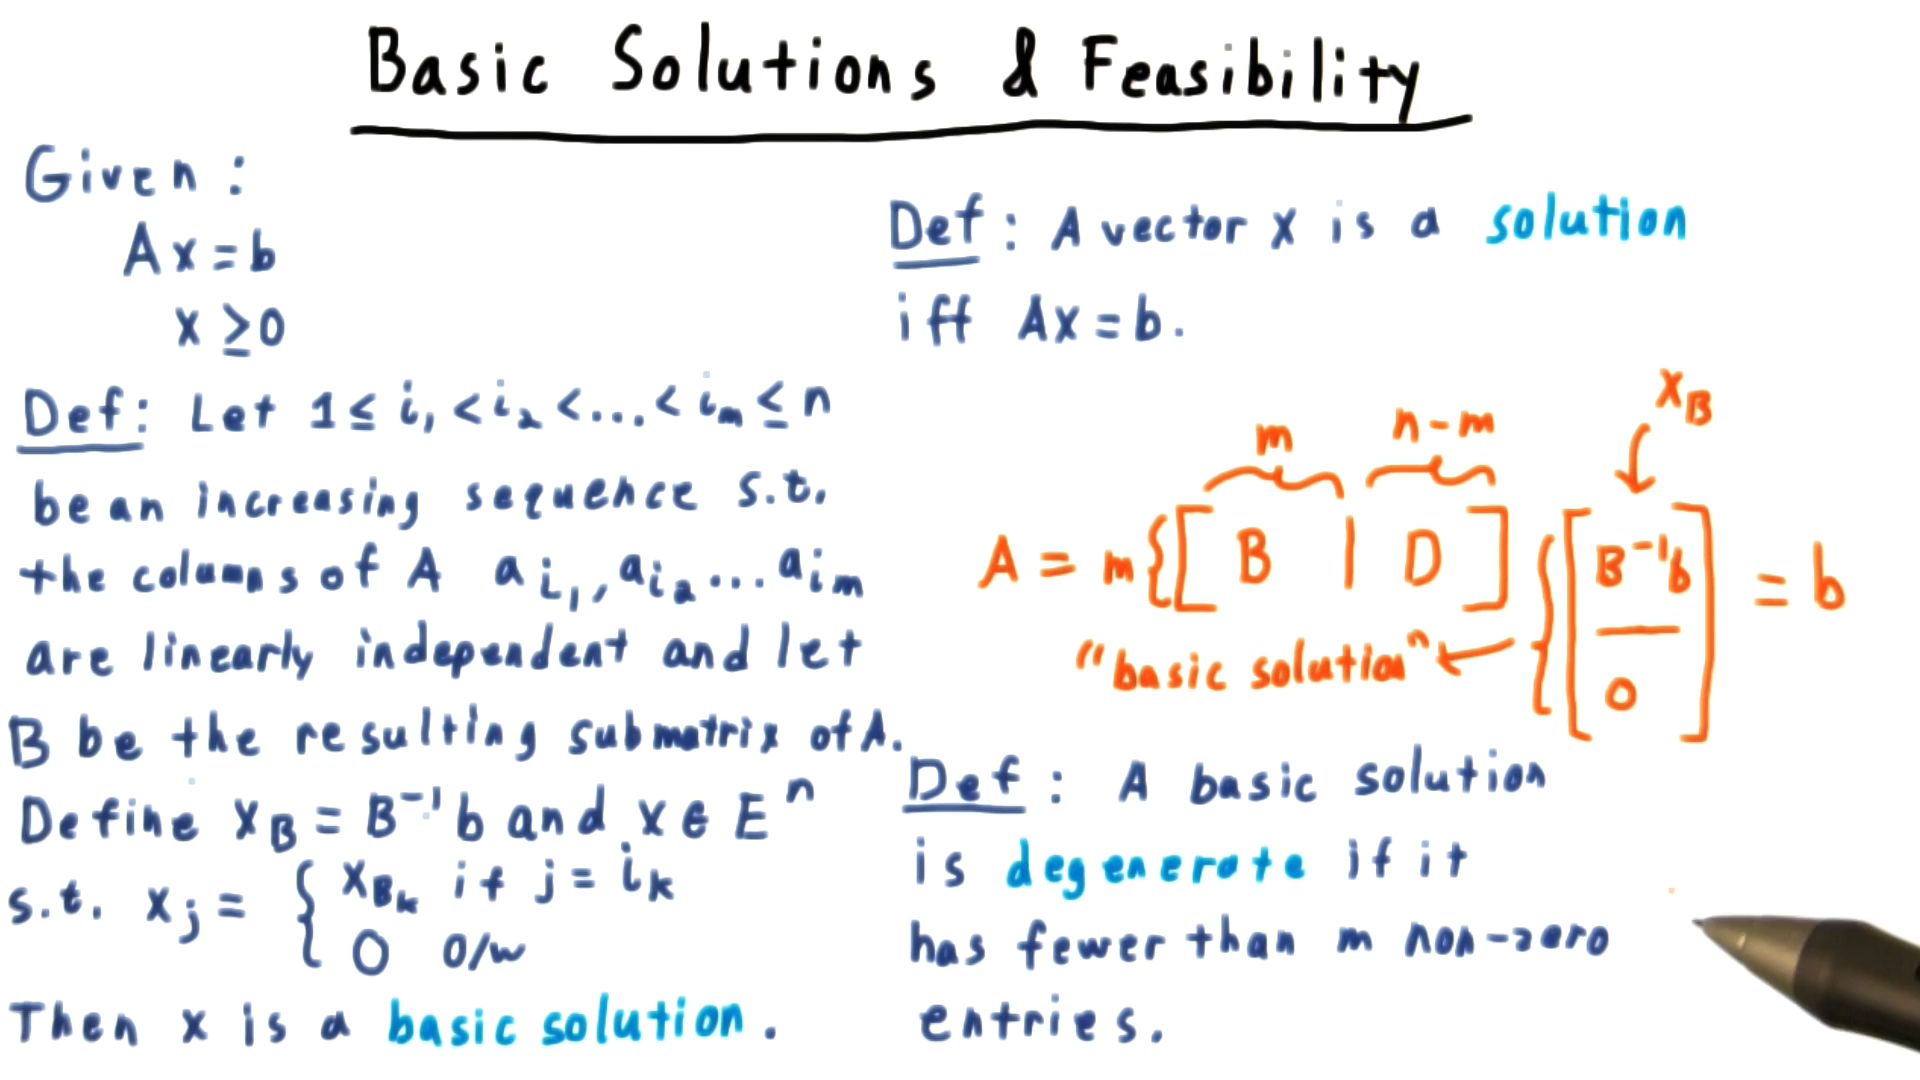 Basic Solutions & Feasibility
Given :
Ax = b
x ≥ 0
Def: Let 1 ≤ i₁ < i₂ < ... < iₘ ≤ n
be an increasing sequence s.t.
the columns of A a_{i₁}, a_{i₂} ... a_{im}
are linearly independent and let
B be the resulting submatrix of A.
Define x_B = B⁻¹b and x ∈ Eⁿ
s.t. x_j = { x_{B_k} if j = i_k
0 o/w
Then x is a basic solution.
Def : A vector x is a solution
iff Ax = b.
x_B
m n-m
A = m{[ B | D ] {[ B⁻¹b
0 ] = b
"basic solution"
Def : A basic solution
is degenerate if it
has fewer than m non-zero
entries.